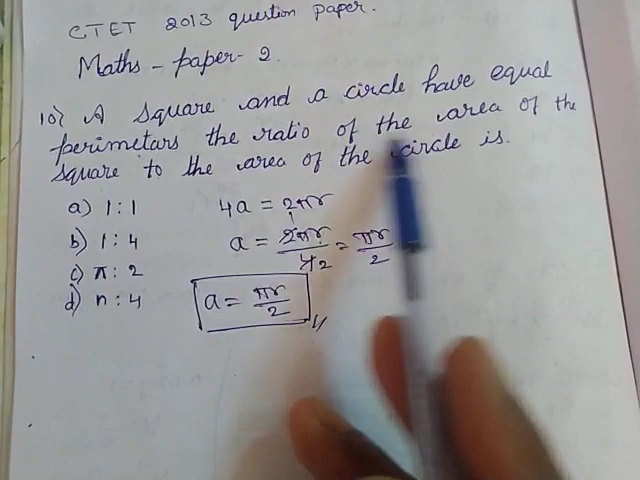 CTET 2013 question paper.
Maths - paper - 2.
10) A square and a circle have equal
perimetars the ratio of the area of the
square to the area of the circle is.
a) 1 : 1
b) 1 : 4
c) π : 2
d) n : 4
4a = 2πr
a = 2πr/42 = πr/2
a = πr/2